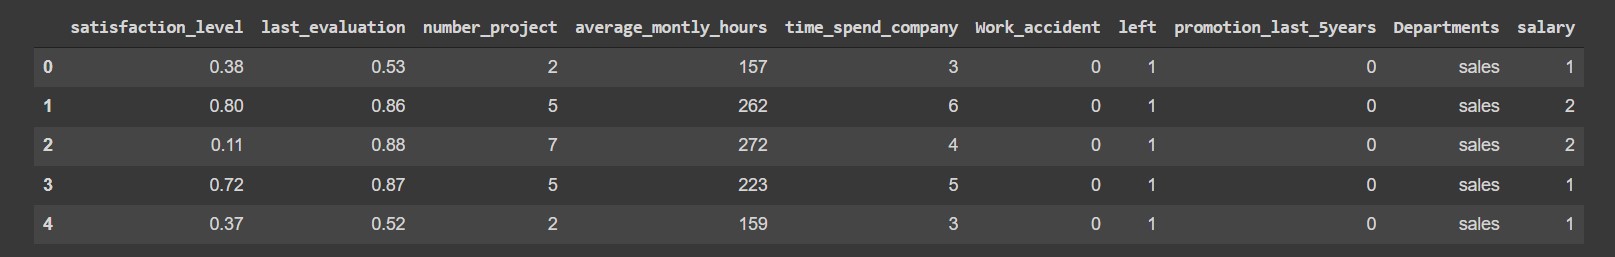 satisfaction_level last_evaluation number_project average_montly_hours time_spend_company Work_accident left promotion_last_5years Departments salary
0 0.38 0.53 2 157 3 0 1 0 sales 1
1 0.80 0.86 5 262 6 0 1 0 sales 2
2 0.11 0.88 7 272 4 0 1 0 sales 2
3 0.72 0.87 5 223 5 0 1 0 sales 1
4 0.37 0.52 2 159 3 0 1 0 sales 1